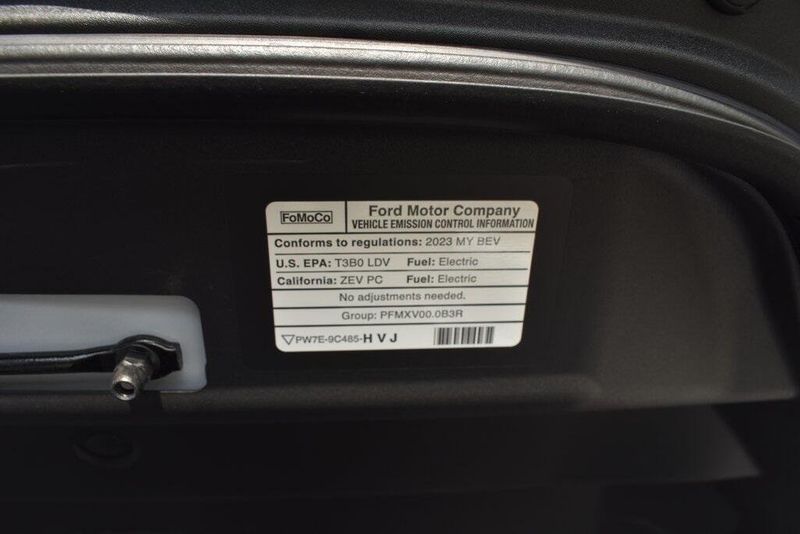 FoMoCo
Ford Motor Company
VEHICLE EMISSION CONTROL INFORMATION
Conforms to regulations: 2023 MY BEV
U.S. EPA: T3B0 LDV Fuel: Electric
California: ZEV PC Fuel: Electric
No adjustments needed.
Group: PFMXV00.0B3R
PW7E-9C485-HVJ